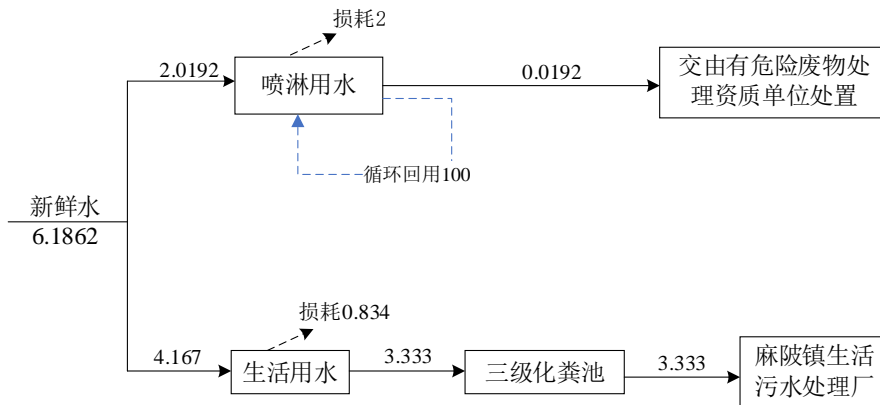 损耗2
2.0192
喷淋用水
0.0192
交由有危险废物处
理资质单位处置
循环回用100
新鲜水
6.1862
损耗0.834
4.167
生活用水
3.333
三级化粪池
3.333
麻陂镇生活
污水处理厂